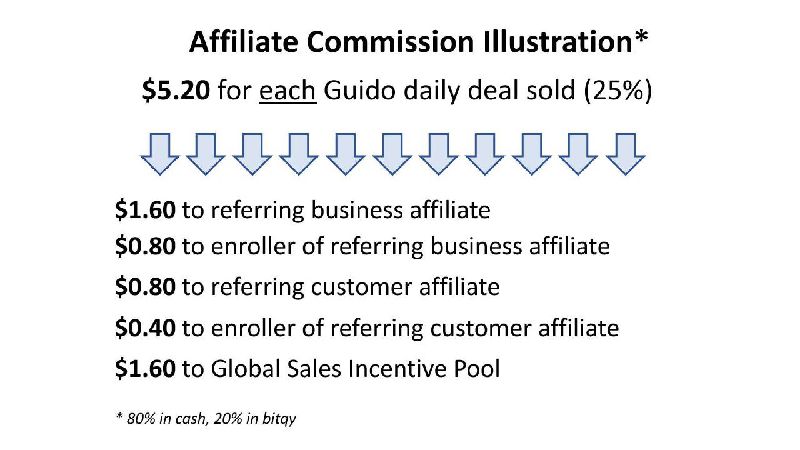 Affiliate Commission Illustration*
$5.20 for each Guido daily deal sold (25%)
$1.60 to referring business affiliate
$0.80 to enroller of referring business affiliate
$0.80 to referring customer affiliate
$0.40 to enroller of referring customer affiliate
$1.60 to Global Sales Incentive Pool
* 80% in cash, 20% in bitqy